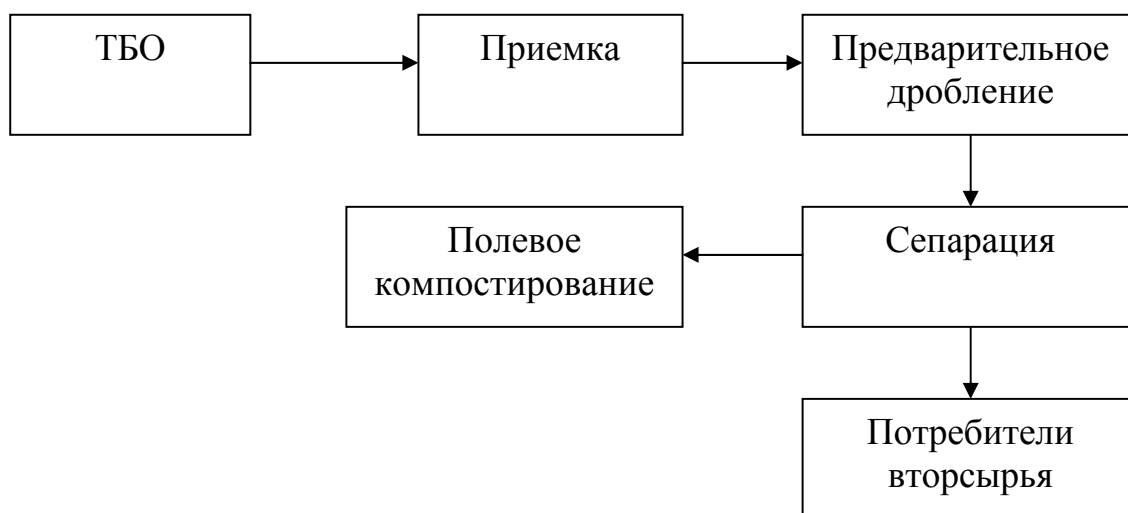 ТБО
Приемка
Предварительное
дробление
Полевое
компостирование
Сепарация
Потребители
вторсырья